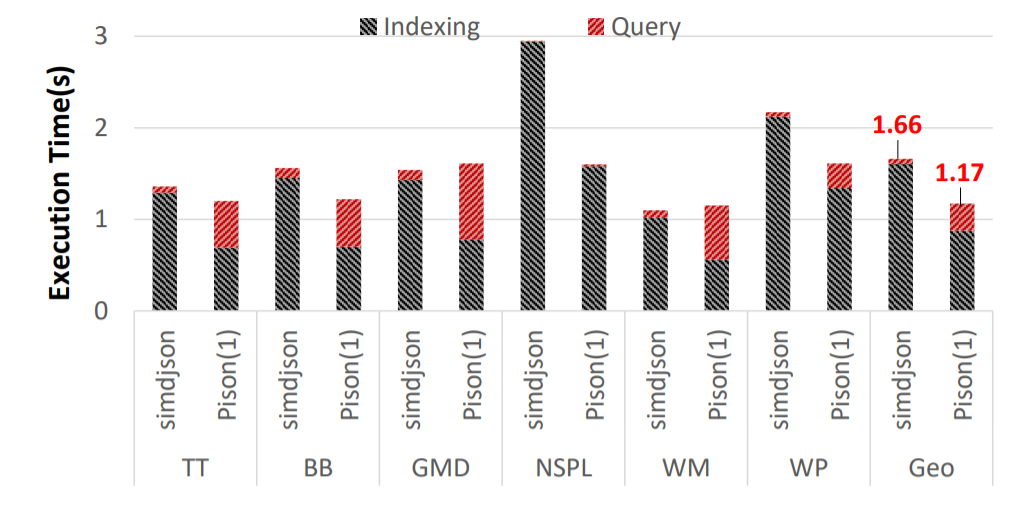 Indexing Query
Execution Time(s)
3
2
1
0
1.66
1.17
simdjson Pison(1) simdjson Pison(1) simdjson Pison(1) simdjson Pison(1) simdjson Pison(1) simdjson Pison(1) simdjson Pison(1)
TT BB GMD NSPL WM WP Geo